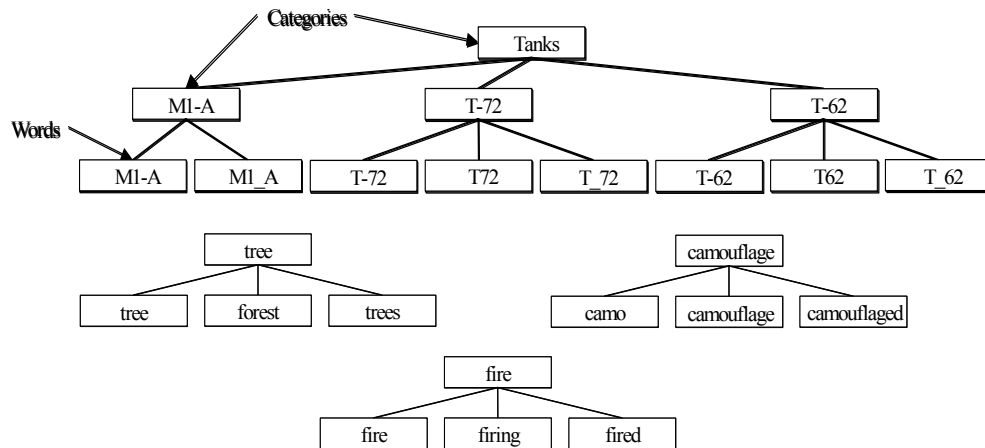 Categories
Tanks
M1-A T-72 T-62
Words
M1-A M1_A T-72 T72 T_72 T-62 T62 T_62
tree camouflage
tree forest trees camo camouflage camouflaged
fire
fire firing fired